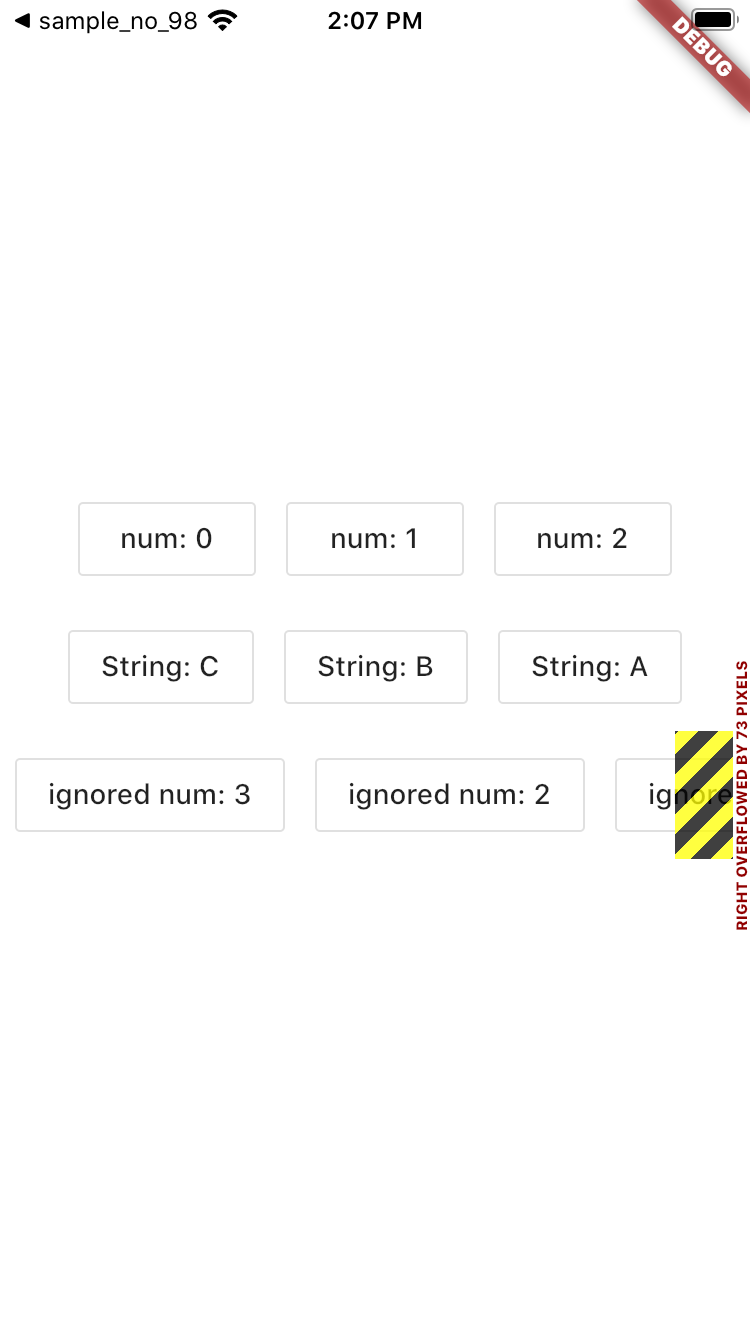 sample_no_98
2:07 PM
DEBUG
num: 0
num: 1
num: 2
String: C
String: B
String: A
ignored num: 3
ignored num: 2
ignore
RIGHT OVERFLOWED BY 73 PIXELS